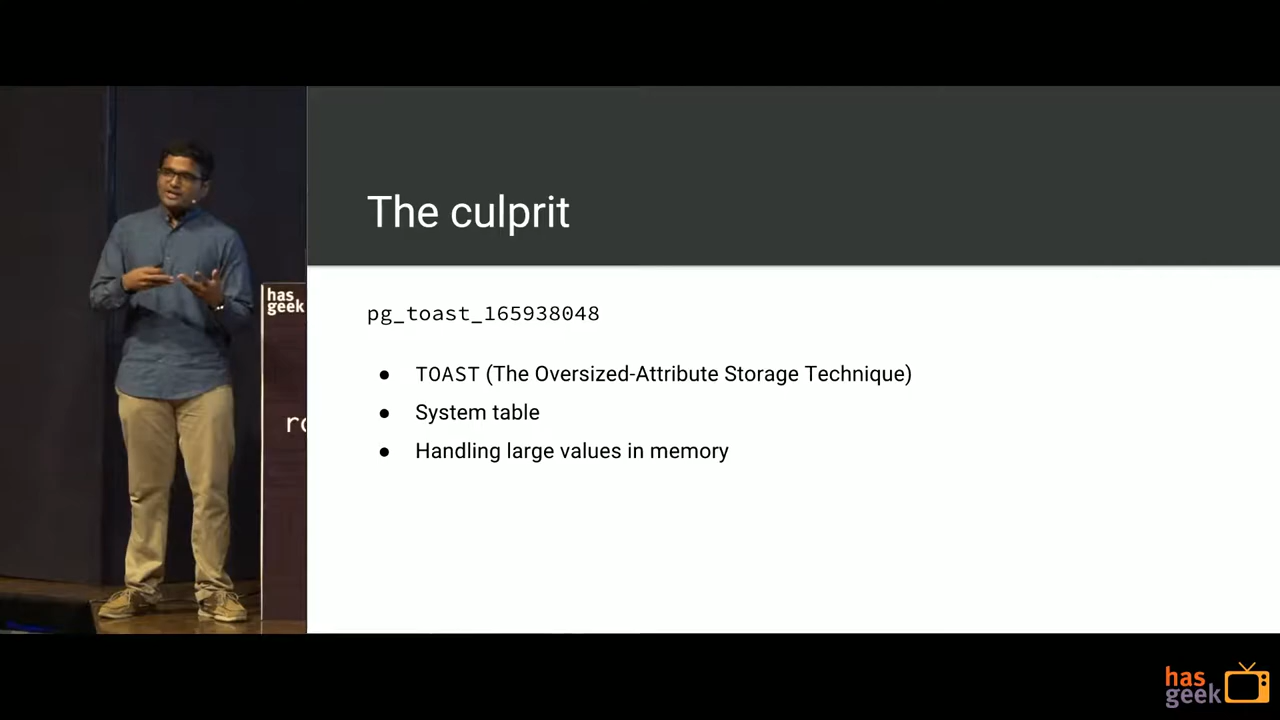 The culprit
pg_toast_165938048
● TOAST (The Oversized-Attribute Storage Technique)
● System table
● Handling large values in memory
has
geek
has
geek